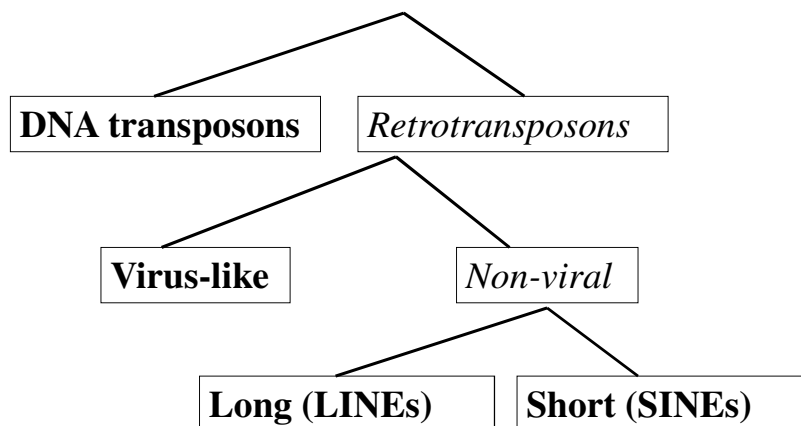 DNA transposons
Retrotransposons
Virus-like
Non-viral
Long (LINEs)
Short (SINEs)